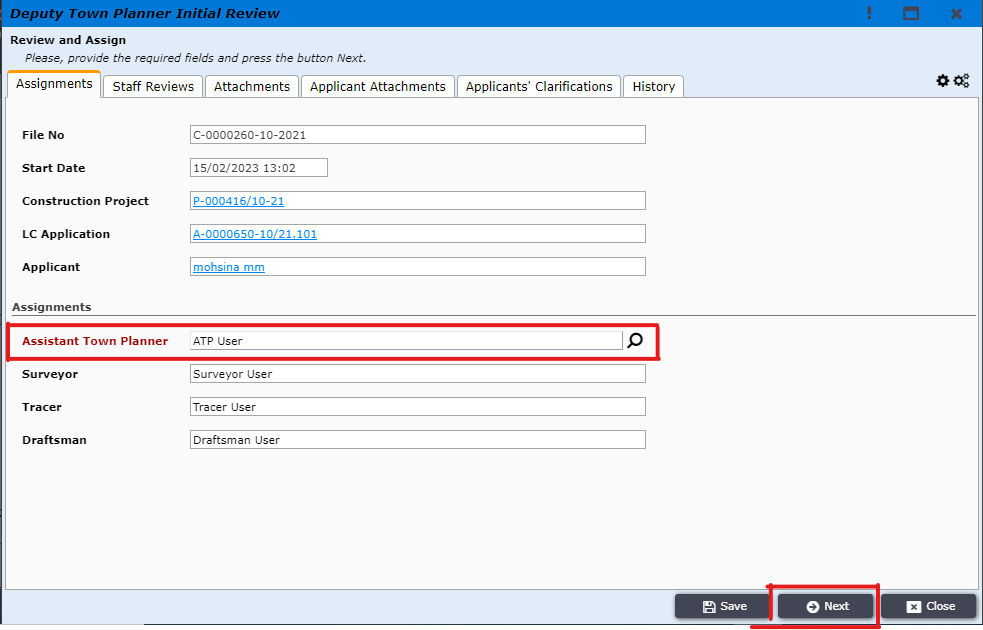 Deputy Town Planner Initial Review
Review and Assign
Please, provide the required fields and press the button Next.
Assignments Staff Reviews Attachments Applicant Attachments Applicants' Clarifications History
File No C-0000260-10-2021
Start Date 15/02/2023 13:02
Construction Project P-000416/10-21
LC Application A-0000650-10/21.101
Applicant mohsina mm
Assignments
Assistant Town Planner ATP User
Surveyor Surveyor User
Tracer Tracer User
Draftsman Draftsman User
Save Next Close